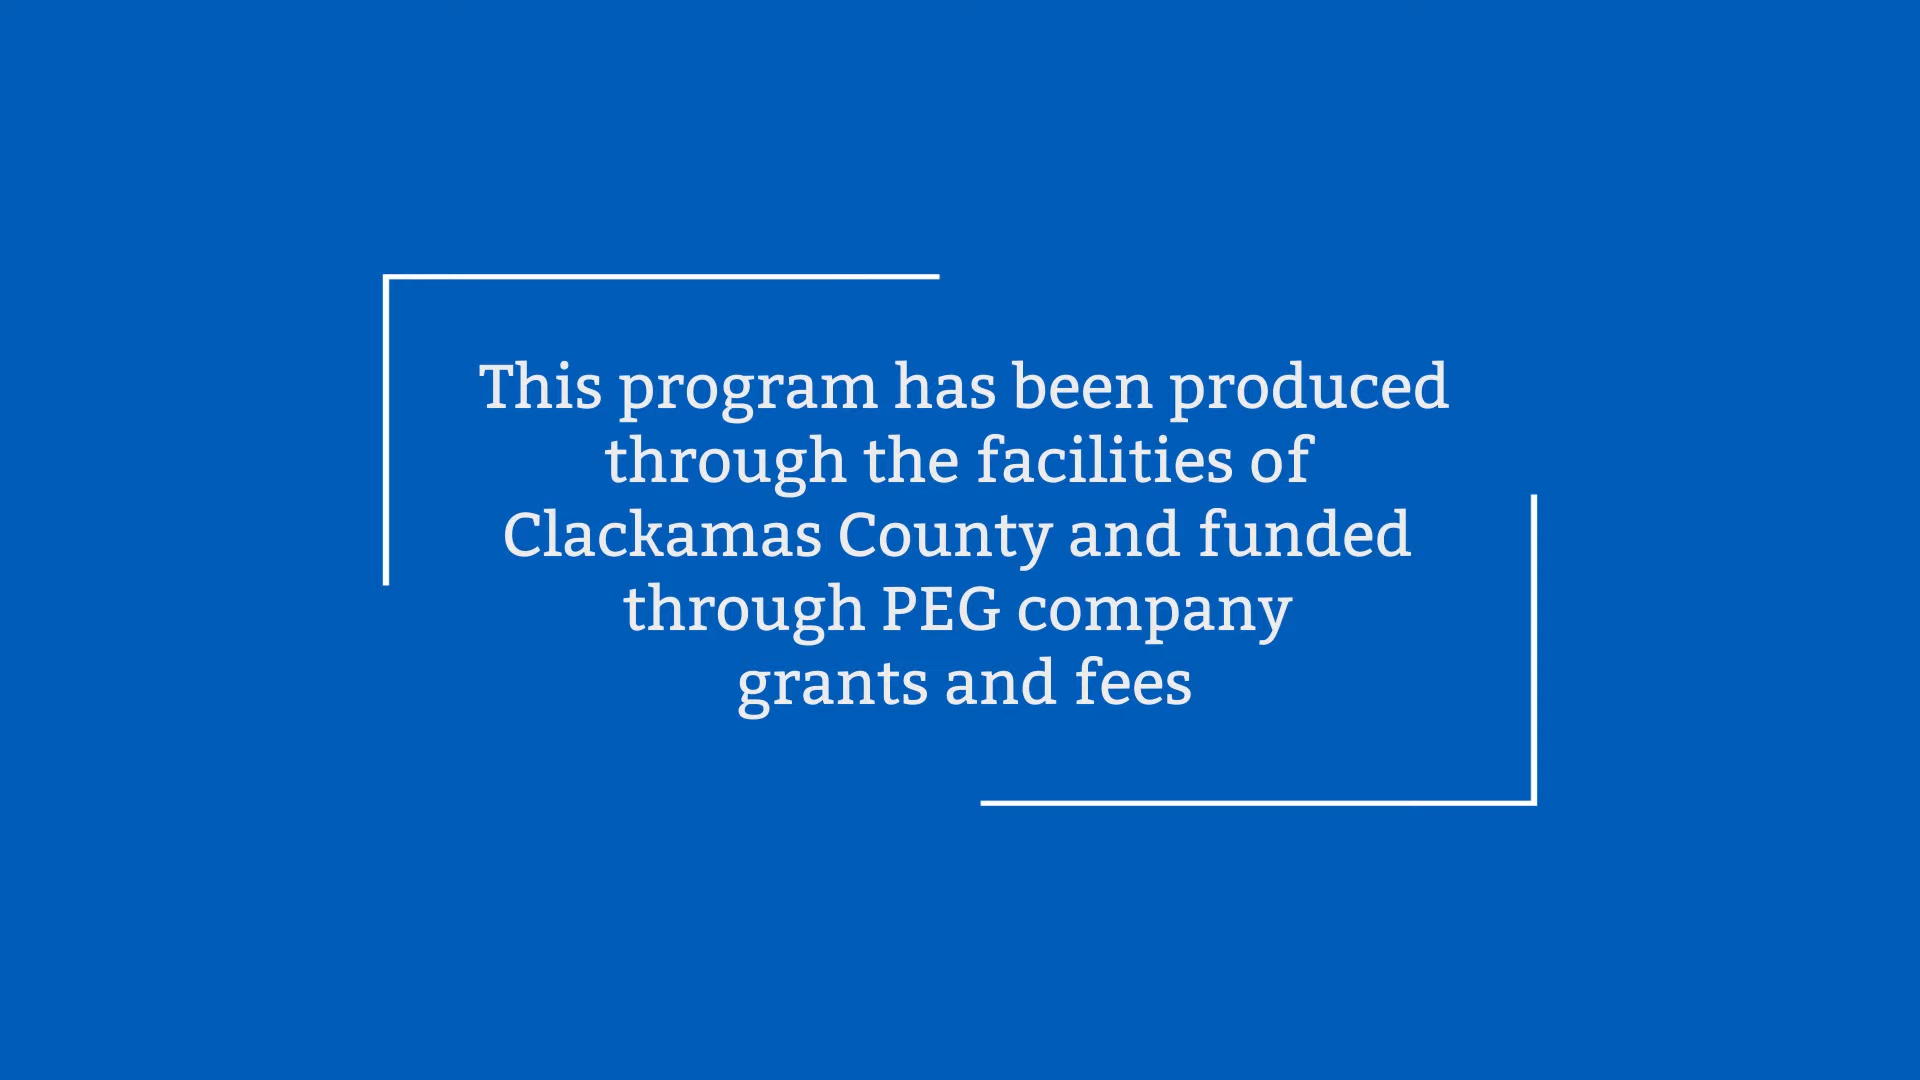 This program has been produced
through the facilities of
Clackamas County and funded
through PEG company
grants and fees